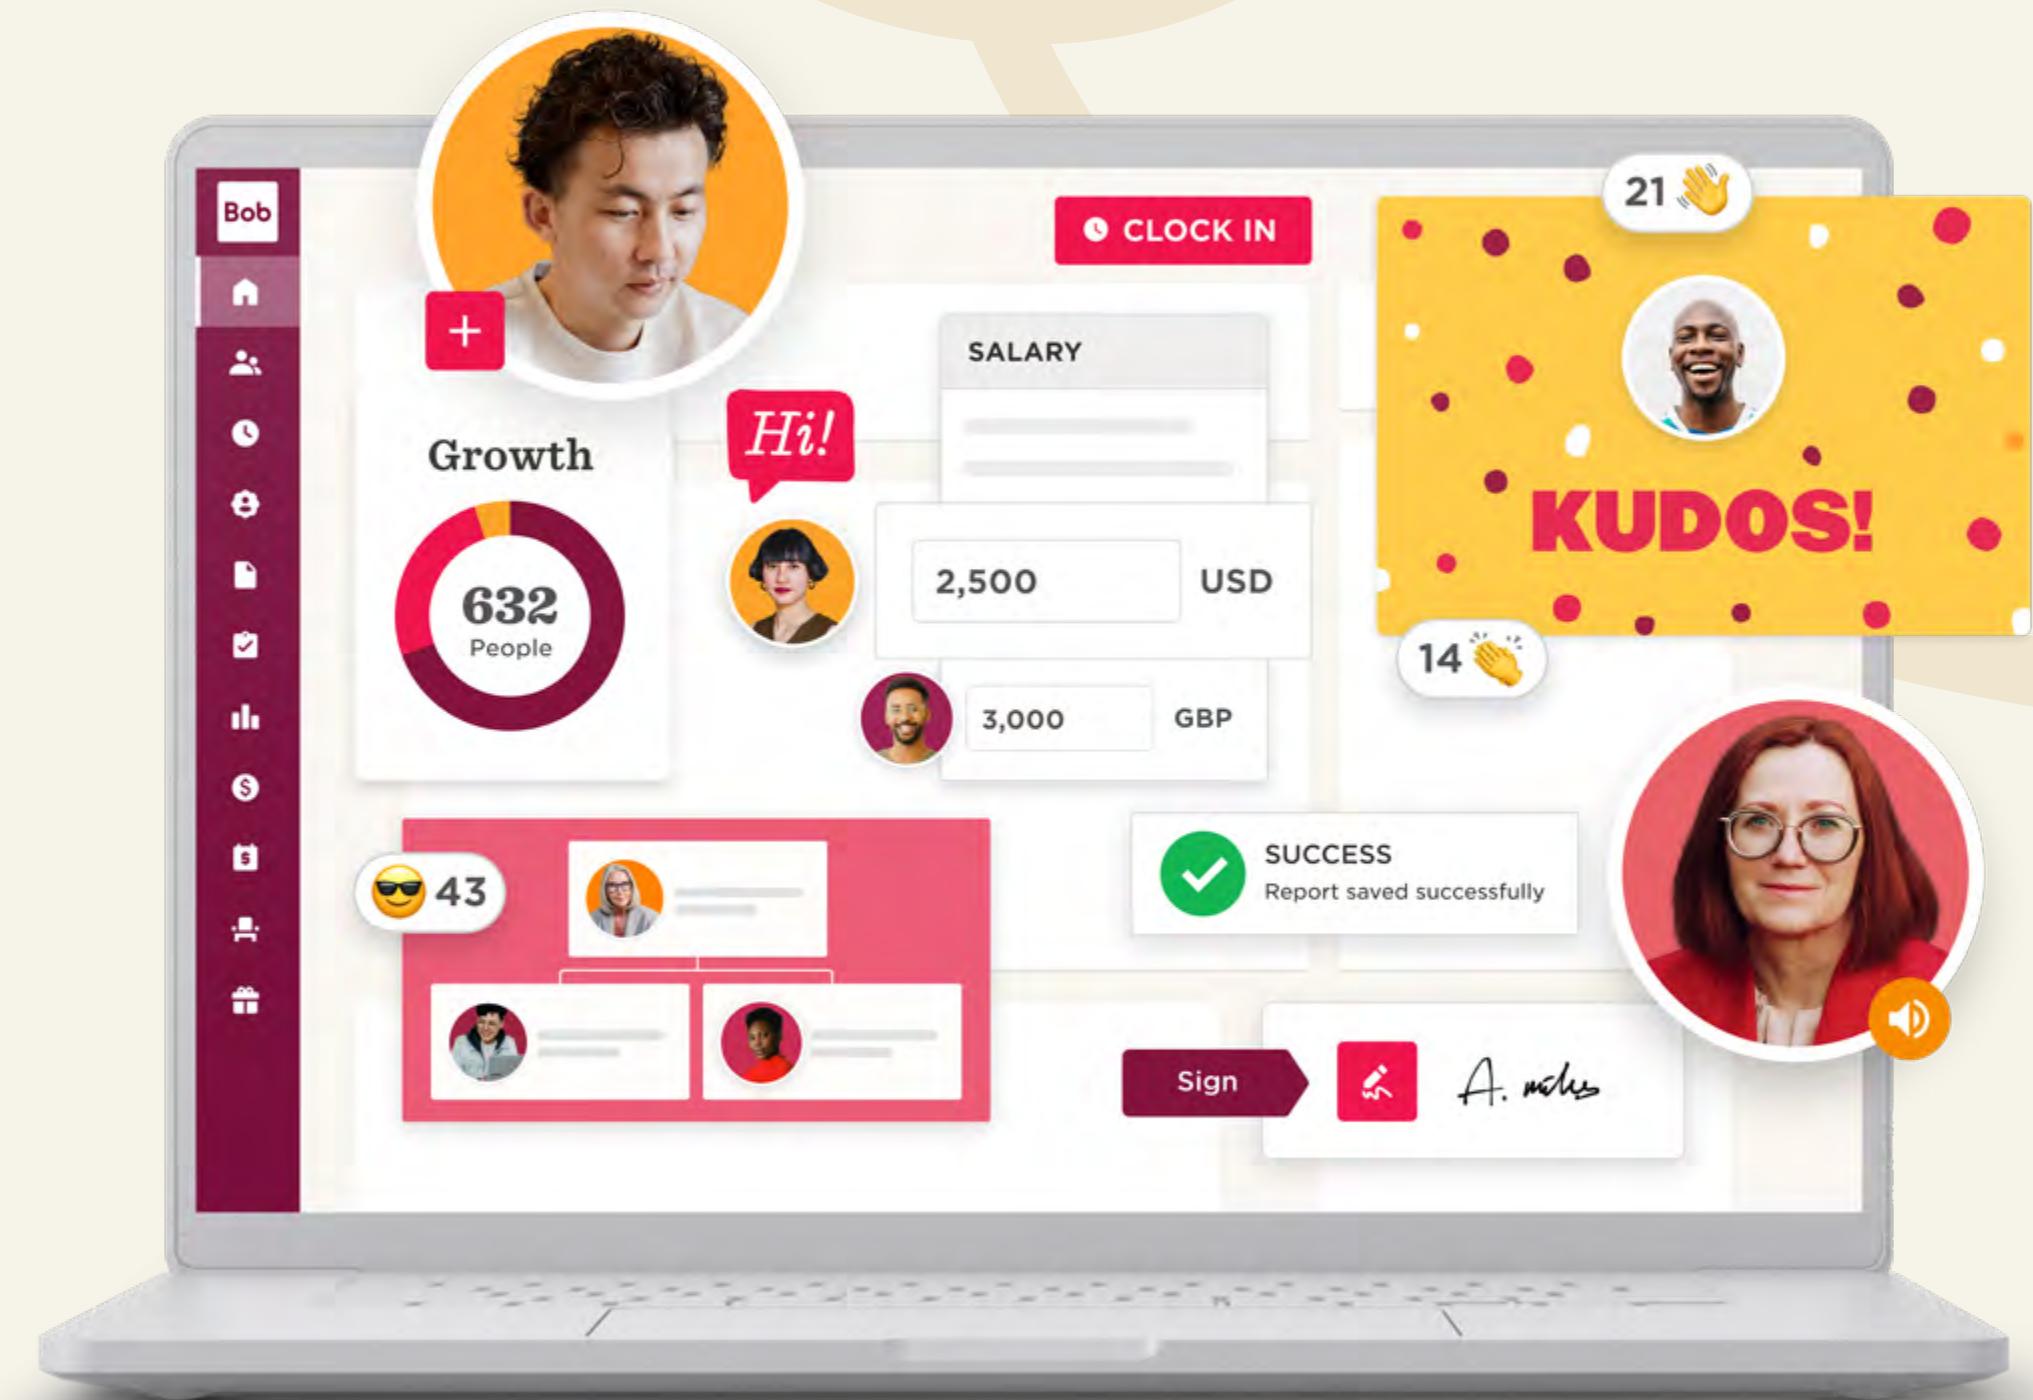 Bob
CLOCK IN
21
SALARY
Hi!
Growth
KUDOS!
632
People
2,500 USD
14
3,000 GBP
SUCCESS
Report saved successfully
43
Sign